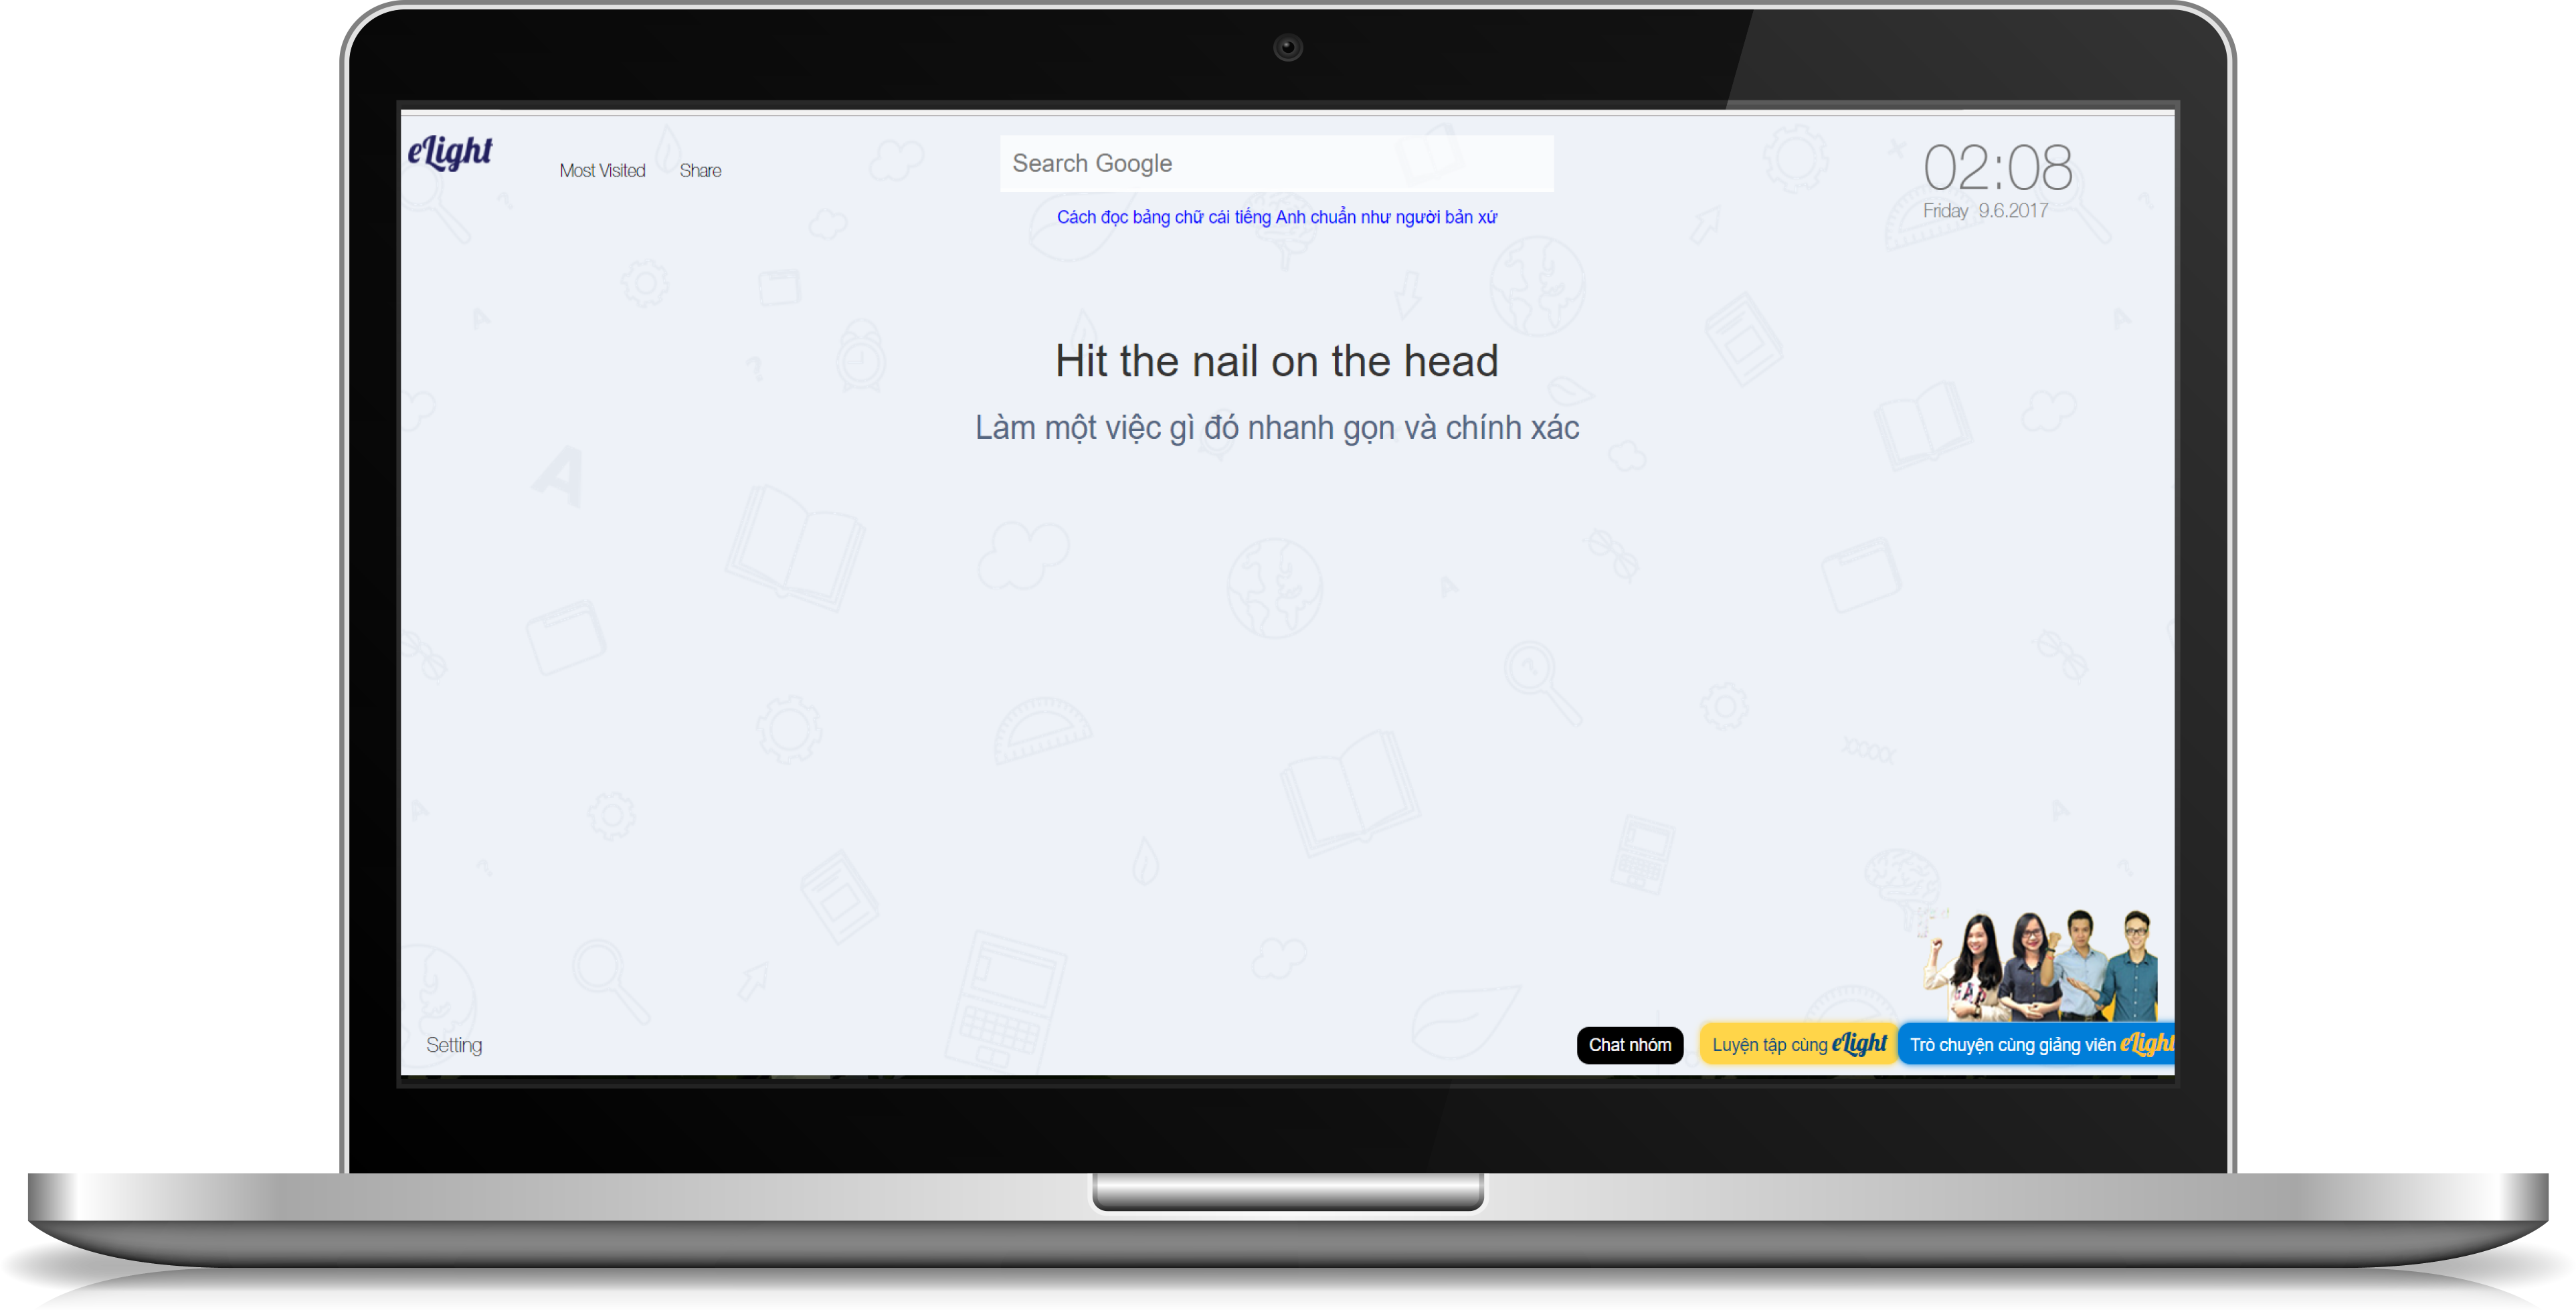 eLight
Most Visited Share
Search Google
02:08
Friday 9.6.2017
Cách đọc bảng chữ cái tiếng Anh chuẩn như người bản xứ
Hit the nail on the head
Làm một việc gì đó nhanh gọn và chính xác
Setting
Chat nhóm
Luyện tập cùng eLight
Trò chuyện cùng giảng viên eLight